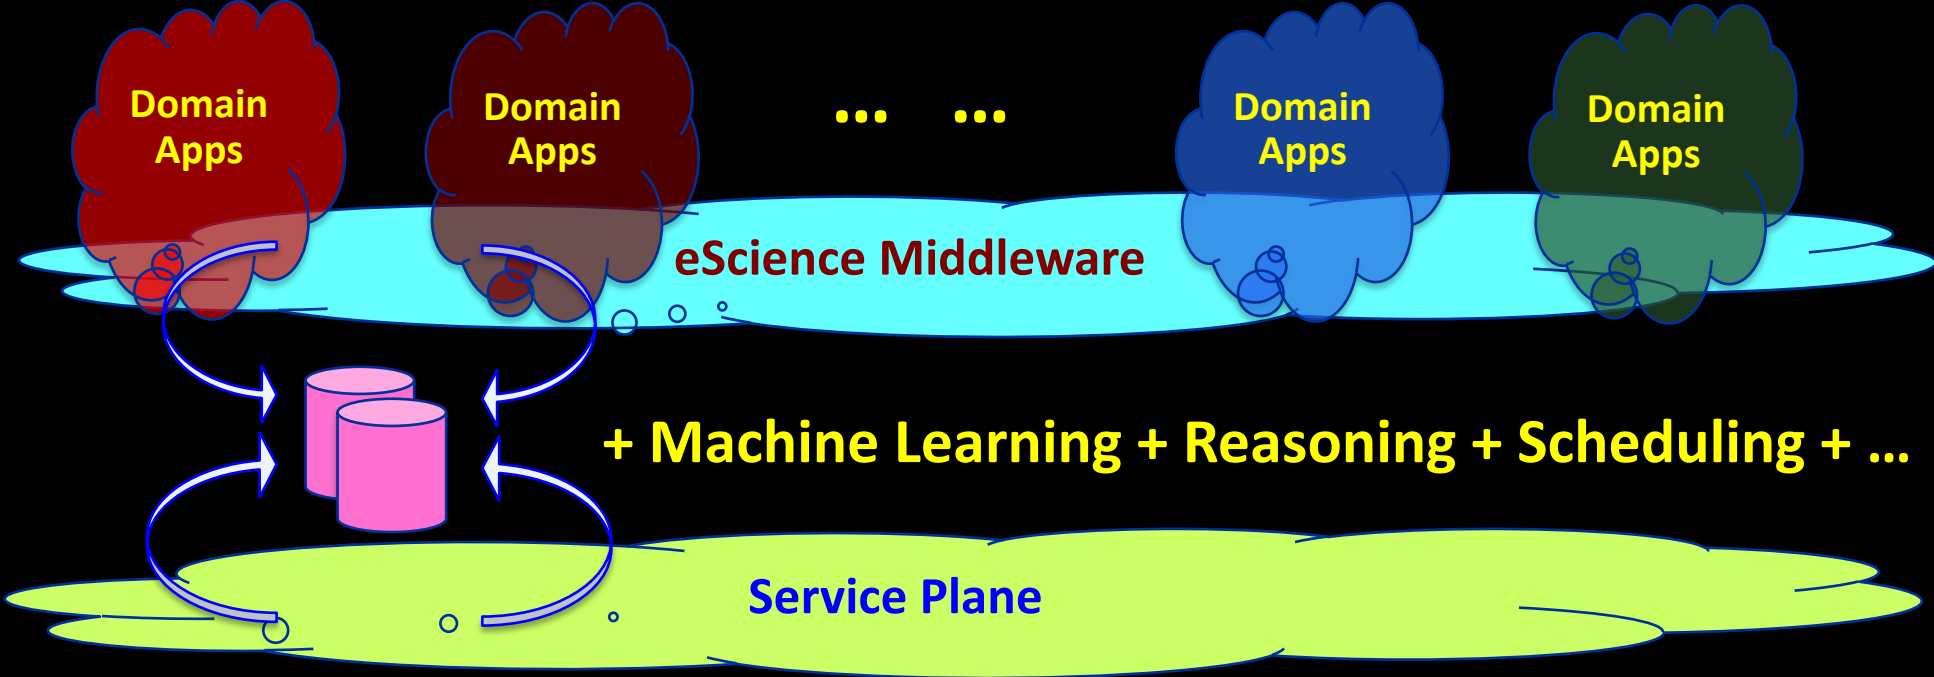 Domain
Apps
Domain
Apps
... ...
Domain
Apps
Domain
Apps
eScience Middleware
+ Machine Learning + Reasoning + Scheduling + ...
Service Plane